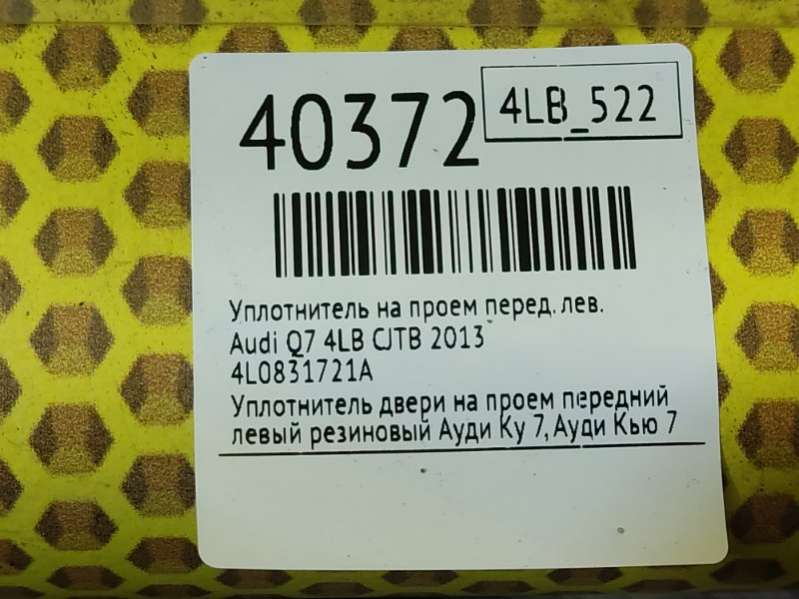 40372
4LB_522
Уплотнитель на проем перед. лев.
Audi Q7 4LB CJTB 2013
4L0831721A
Уплотнитель двери на проем передний
левый резиновый Ауди Ку 7, Ауди Кью 7